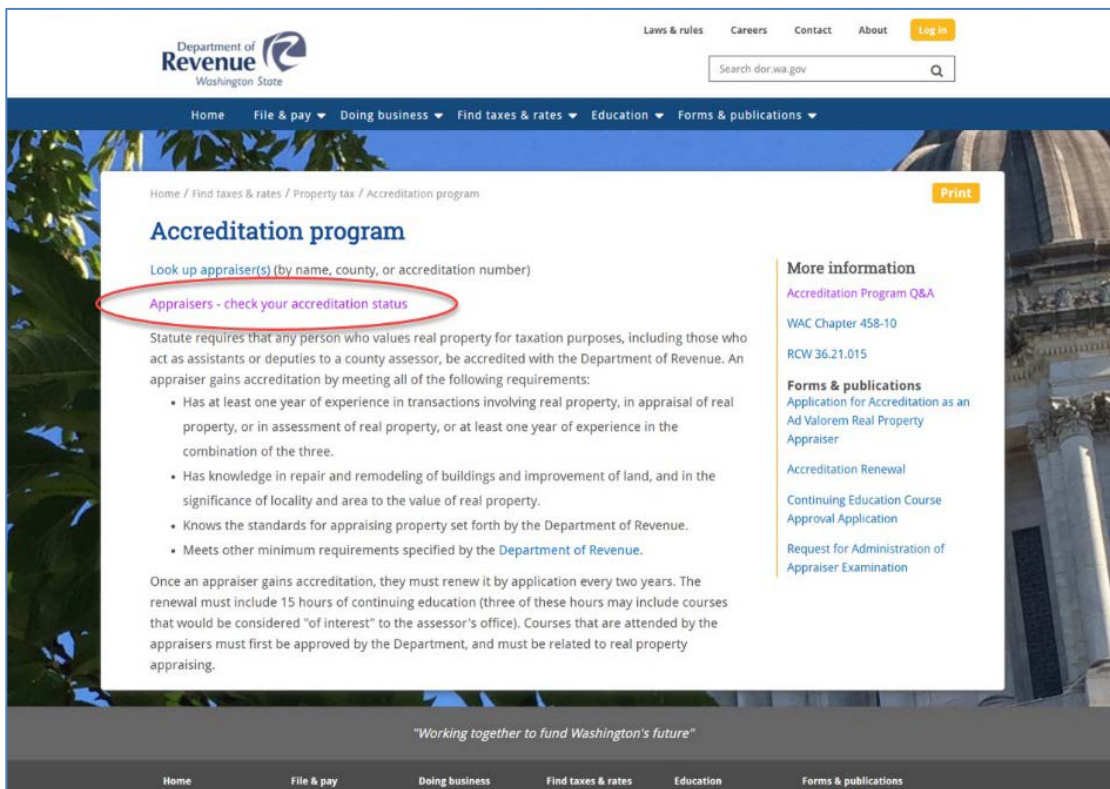 Department of
Revenue
Washington State
Laws & rules Careers Contact About Log in
Search dor.wa.gov
Home File & pay Doing business Find taxes & rates Education Forms & publications
Home / Find taxes & rates / Property tax / Accreditation program
Print
Accreditation program
Look up appraiser(s) (by name, county, or accreditation number)
Appraisers - check your accreditation status
Statute requires that any person who values real property for taxation purposes, including those who
act as assistants or deputies to a county assessor, be accredited with the Department of Revenue. An
appraiser gains accreditation by meeting all of the following requirements:
• Has at least one year of experience in transactions involving real property, in appraisal of real
property, or in assessment of real property, or at least one year of experience in the
combination of the three.
• Has knowledge in repair and remodeling of buildings and improvement of land, and in the
significance of locality and area to the value of real property.
• Knows the standards for appraising property set forth by the Department of Revenue.
• Meets other minimum requirements specified by the Department of Revenue.
Once an appraiser gains accreditation, they must renew it by application every two years. The
renewal must include 15 hours of continuing education (three of these hours may include courses
that would be considered "of interest" to the assessor's office). Courses that are attended by the
appraisers must first be approved by the Department, and must be related to real property
appraising.
More information
Accreditation Program Q&A
WAC Chapter 458-10
RCW 36.21.015
Forms & publications
Application for Accreditation as an
Ad Valorem Real Property
Appraiser
Accreditation Renewal
Continuing Education Course
Approval Application
Request for Administration of
Appraiser Examination
"Working together to fund Washington's future"
Home File & pay Doing business Find taxes & rates Education Forms & publications